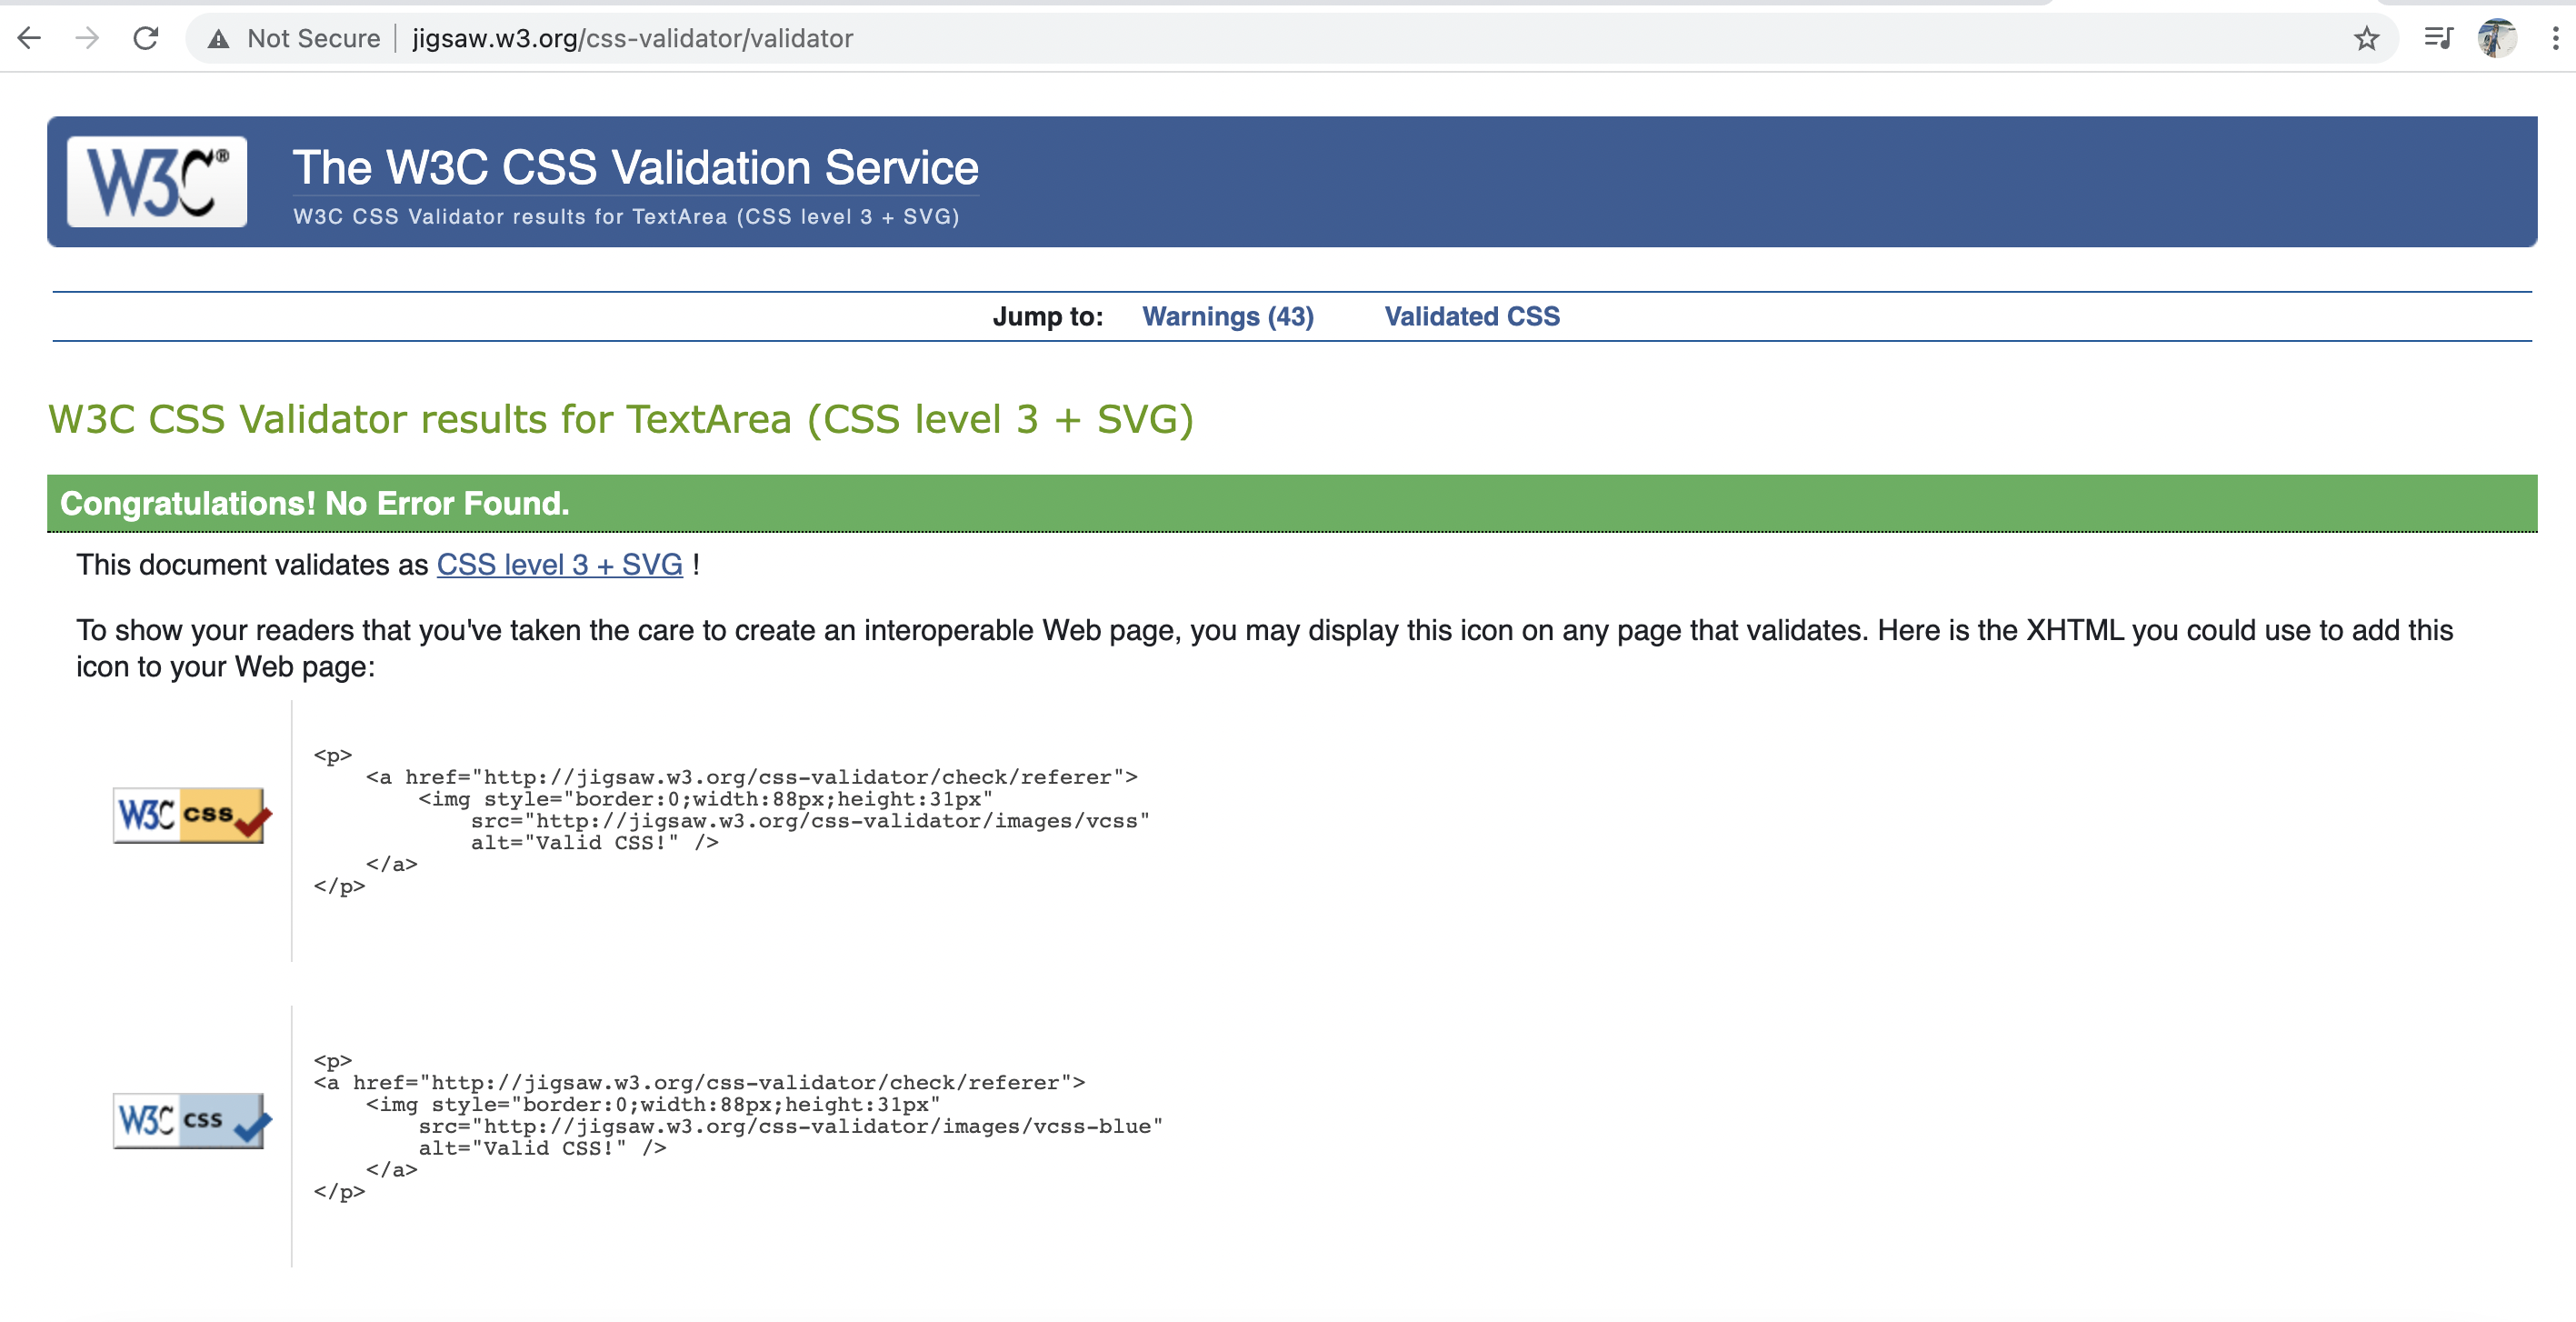 Not Secure | jigsaw.w3.org/css-validator/validator
W3C®
The W3C CSS Validation Service
W3C CSS Validator results for TextArea (CSS level 3 + SVG)
Jump to: Warnings (43) Validated CSS
W3C CSS Validator results for TextArea (CSS level 3 + SVG)
Congratulations! No Error Found.
This document validates as CSS level 3 + SVG !
To show your readers that you've taken the care to create an interoperable Web page, you may display this icon on any page that validates. Here is the XHTML you could use to add this
icon to your Web page:
W3C css
<p>
    <a href="http://jigsaw.w3.org/css-validator/check/referer">
        <img style="border:0;width:88px;height:31px"
            src="http://jigsaw.w3.org/css-validator/images/vcss"
            alt="Valid CSS!" />
    </a>
</p>
W3C css
<p>
<a href="http://jigsaw.w3.org/css-validator/check/referer">
    <img style="border:0;width:88px;height:31px"
        src="http://jigsaw.w3.org/css-validator/images/vcss-blue"
        alt="Valid CSS!" />
    </a>
</p>